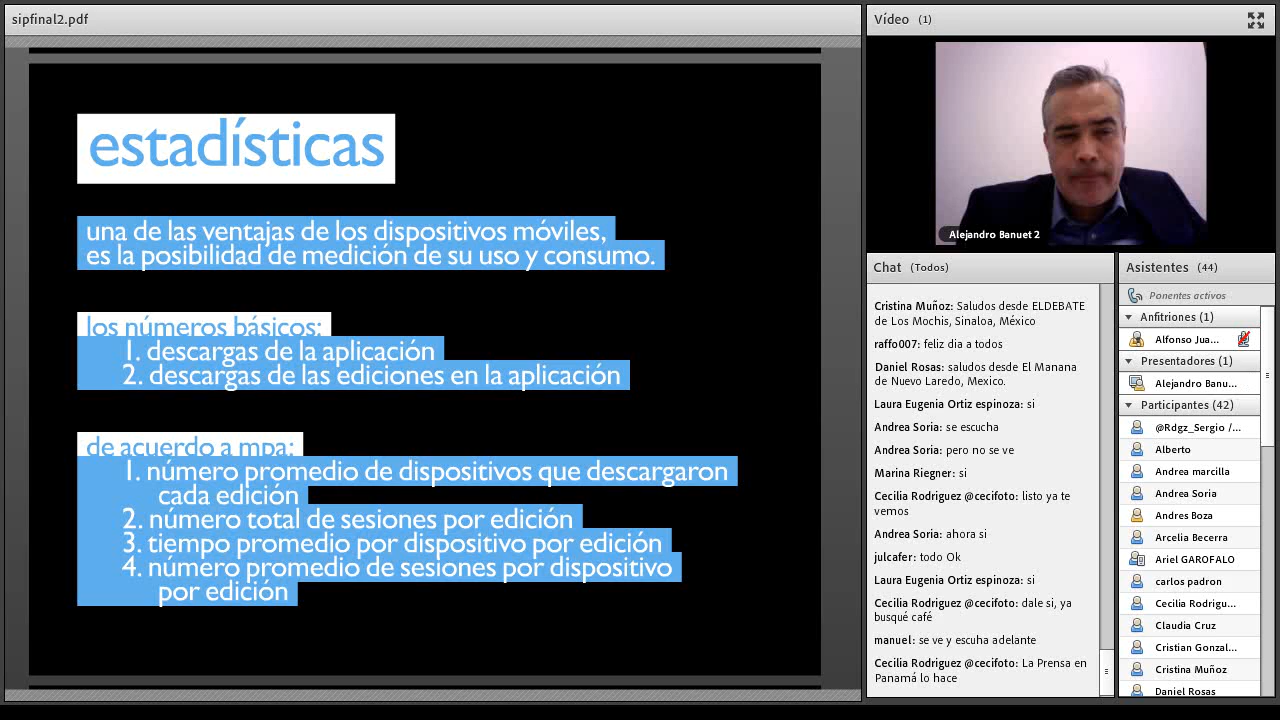 sipfinal2.pdf
estadísticas
una de las ventajas de los dispositivos móviles,
es la posibilidad de medición de su uso y consumo.
los números básicos:
1. descargas de la aplicación
2. descargas de las ediciones en la aplicación
de acuerdo a mpa:
1. número promedio de dispositivos que descargaron
cada edición
2. número total de sesiones por edición
3. tiempo promedio por dispositivo por edición
4. número promedio de sesiones por dispositivo
por edición
Vídeo (1)
Alejandro Banuet 2
Chat (Todos)
Cristina Muñoz: Saludos desde ELDEBATE
de Los Mochis, Sinaloa, México
raffo007: feliz dia a todos
Daniel Rosas: saludos desde El Manana
de Nuevo Laredo, Mexico.
Laura Eugenia Ortiz espinoza: si
Andrea Soria: se escucha
Andrea Soria: pero no se ve
Marina Riegner: si
Cecilia Rodriguez @cecifoto: listo ya te
vemos
Andrea Soria: ahora si
julcafer: todo Ok
Laura Eugenia Ortiz espinoza: si
Cecilia Rodriguez @cecifoto: dale si, ya
busqué café
manuel: se ve y escuha adelante
Cecilia Rodriguez @cecifoto: La Prensa en
Panamá lo hace
Asistentes (44)
Ponentes activos
Anfitriones (1)
Alfonso Jua...
Presentadores (1)
Alejandro Banu...
Participantes (42)
@Rdgz_Sergio /...
Alberto
Andrea marcilla
Andrea Soria
Andres Boza
Arcelia Becerra
Ariel GAROFALO
carlos padron
Cecilia Rodrigu...
Claudia Cruz
Cristian Gonzal...
Cristina Muñoz
Daniel Rosas